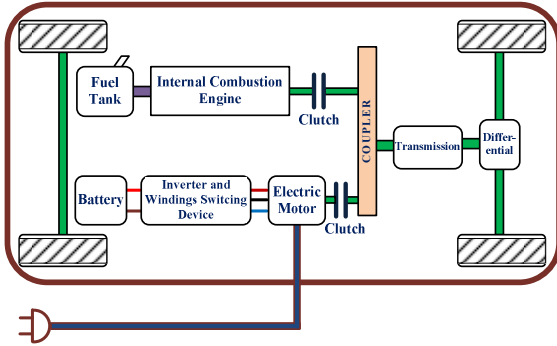 Fuel
Tank
Internal Combustion
Engine
Clutch
COUPLER
Transmission
Differ-
ential
Battery
Inverter and
Windings Switcing
Device
Electric
Motor
Clutch